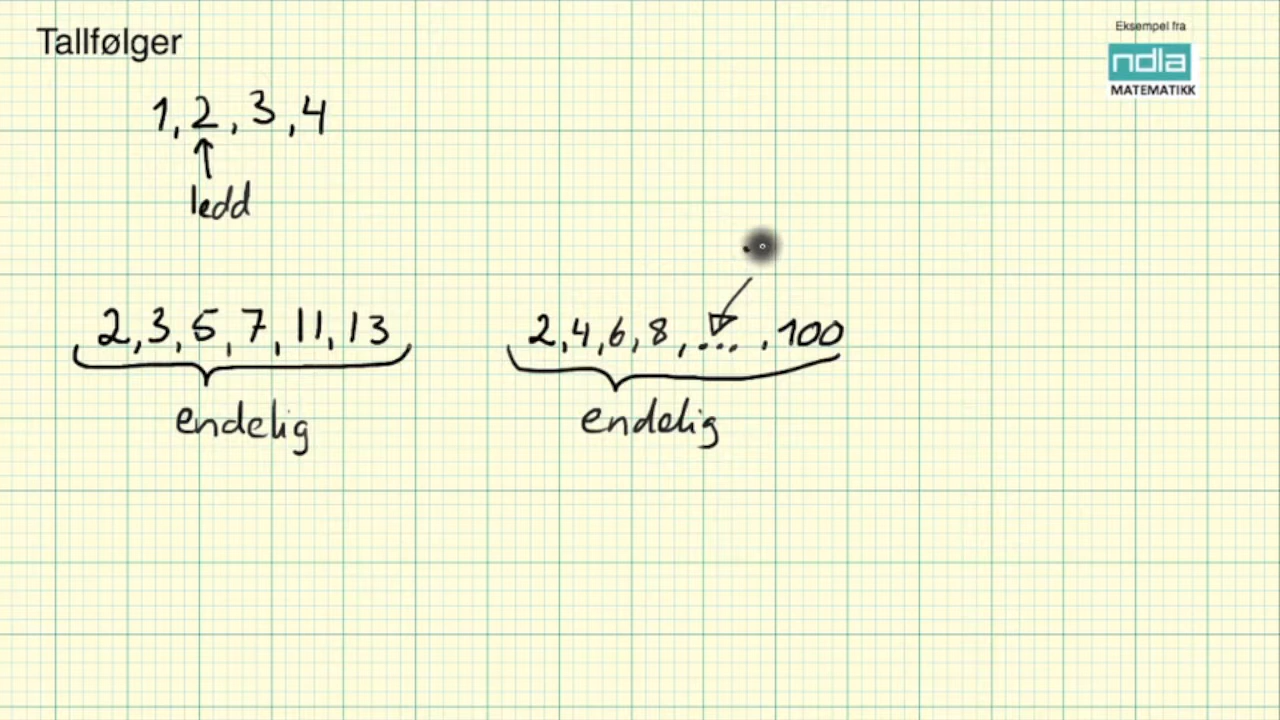 Tallfølger
Eksempel fra
ndla
MATEMATIKK
1, 2, 3, 4
ledd
2, 3, 5, 7, 11, 13
2, 4, 6, 8, ..., 100
endelig
endelig